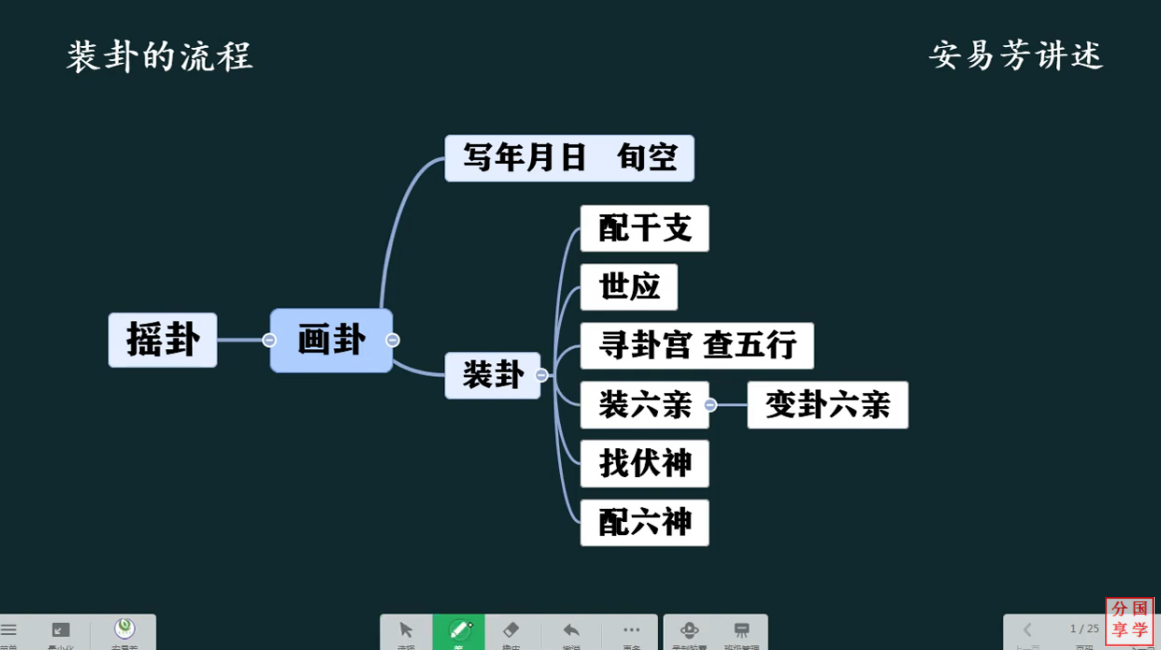 装卦的流程
安易芳讲述
写年月日 旬空
配干支
世应
摇卦
画卦
寻卦宫 查五行
装卦
装六亲
变卦六亲
找伏神
配六神
1 / 25
分国
享学